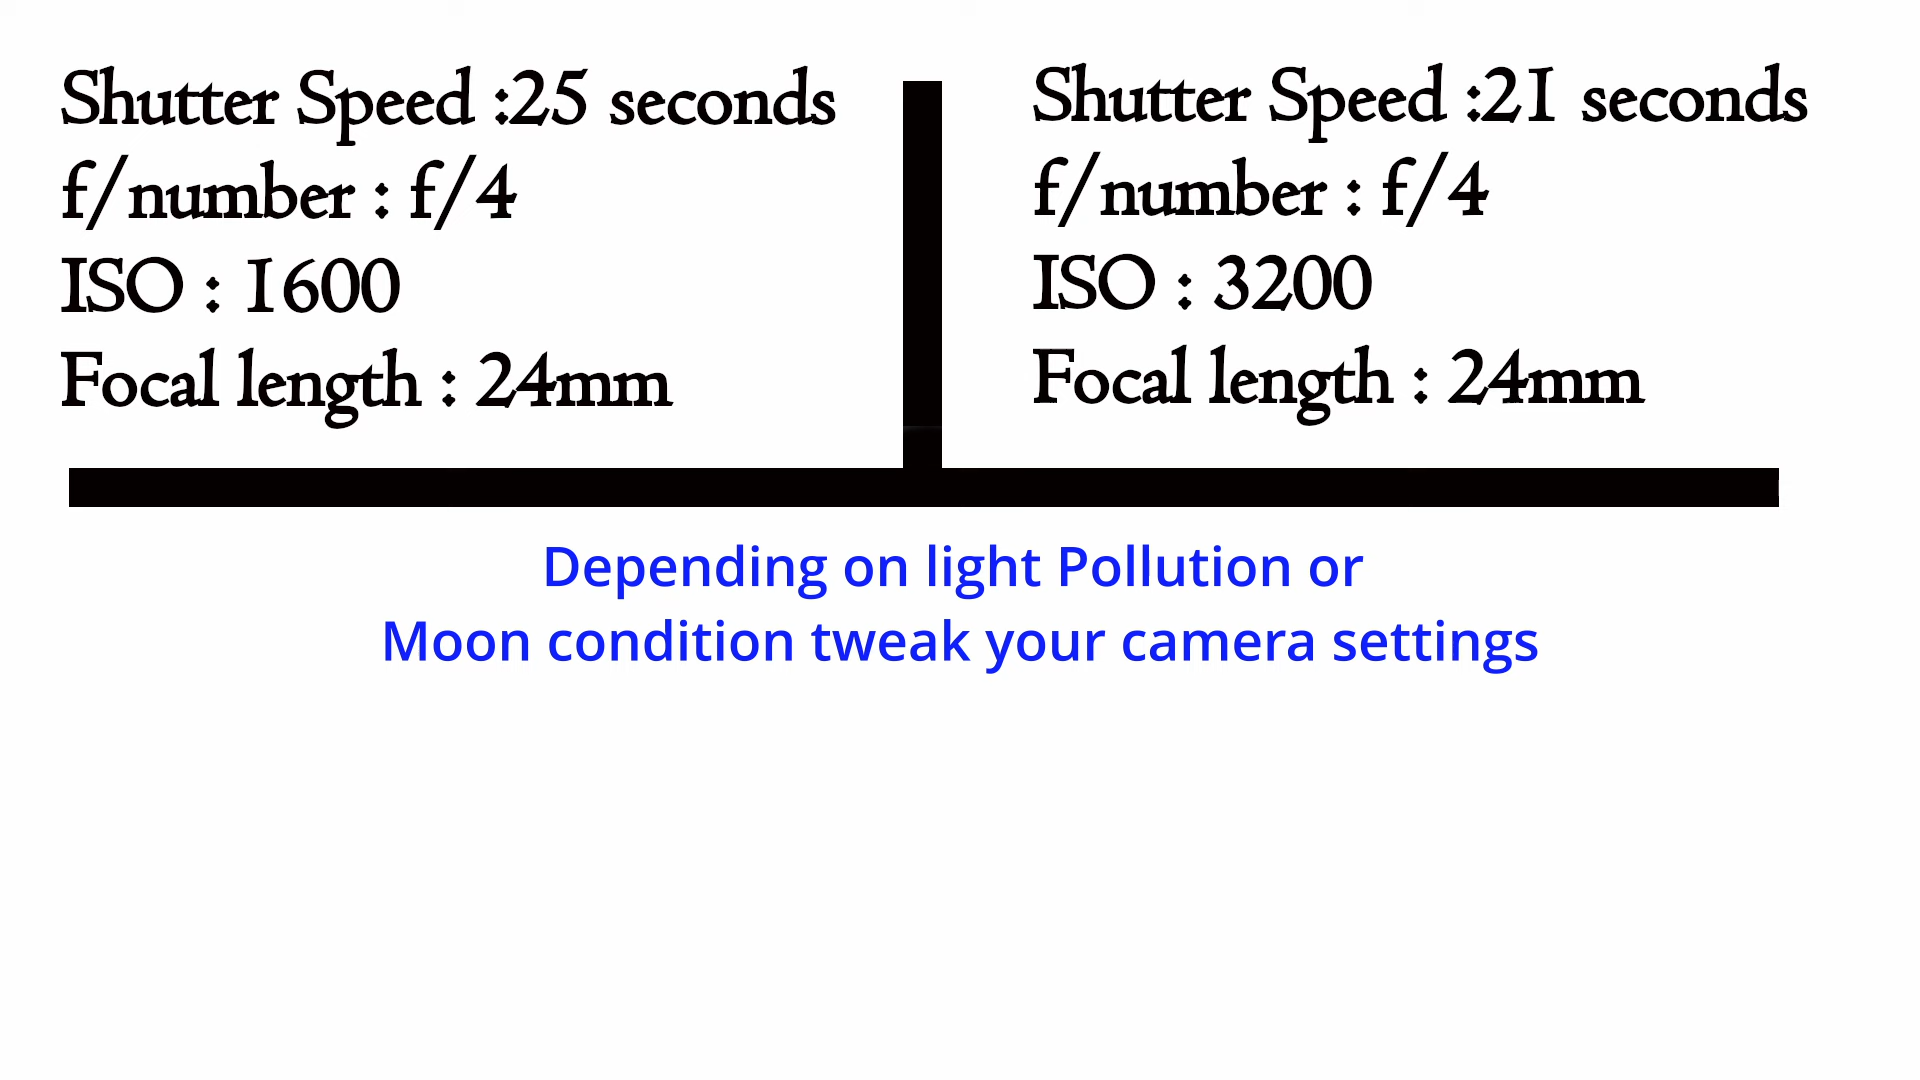 Shutter Speed :25 seconds
f/number : f/4
ISO : 1600
Focal length : 24mm
Shutter Speed :21 seconds
f/number : f/4
ISO : 3200
Focal length : 24mm
Depending on light Pollution or
Moon condition tweak your camera settings